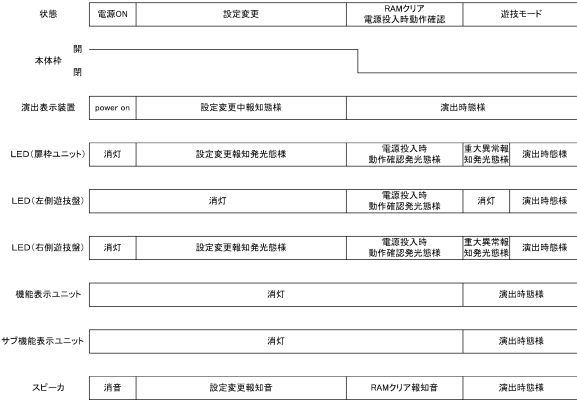 状態 電源ON 設定変更 RAMクリア 遊技モード
電源投入時動作確認
開
本体枠
閉
演出表示装置 power on 設定変更中報知態様 演出時態様
LED(扉枠ユニット) 消灯 設定変更報知発光態様 電源投入時 重大異常報 演出時態様
動作確認発光態様 知発光態様
LED(左側遊技盤) 消灯 電源投入時 消灯 演出時態様
動作確認発光態様
LED(右側遊技盤) 消灯 設定変更報知発光態様 電源投入時 重大異常報 演出時態様
動作確認発光態様 知発光態様
機能表示ユニット 消灯 演出時態様
サブ機能表示ユニット 消灯 演出時態様
スピーカ 消音 設定変更報知音 RAMクリア報知音 演出時態様